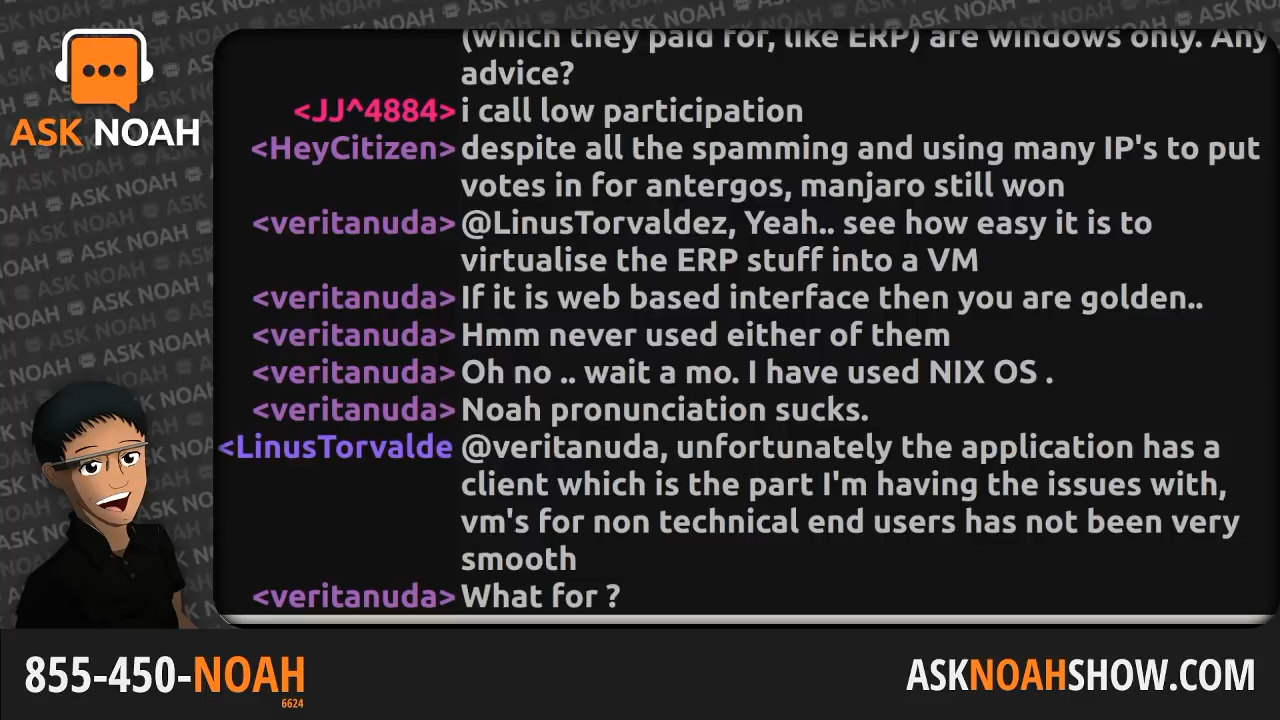 (which they paid for, like ERP) are windows only. Any
advice?
<JJ^4884> i call low participation
<HeyCitizen> despite all the spamming and using many IP's to put
votes in for antergos, manjaro still won
<veritanuda> @LinusTorvaldez, Yeah.. see how easy it is to
virtualise the ERP stuff into a VM
<veritanuda> If it is web based interface then you are golden..
<veritanuda> Hmm never used either of them
<veritanuda> Oh no .. wait a mo. I have used NIX OS .
<veritanuda> Noah pronunciation sucks.
<LinusTorvalde @veritanuda, unfortunately the application has a
client which is the part I'm having the issues with,
vm's for non technical end users has not been very
smooth
<veritanuda> What for ?
ASK NOAH
855-450-NOAH
6624
ASKNOAHSHOW.COM